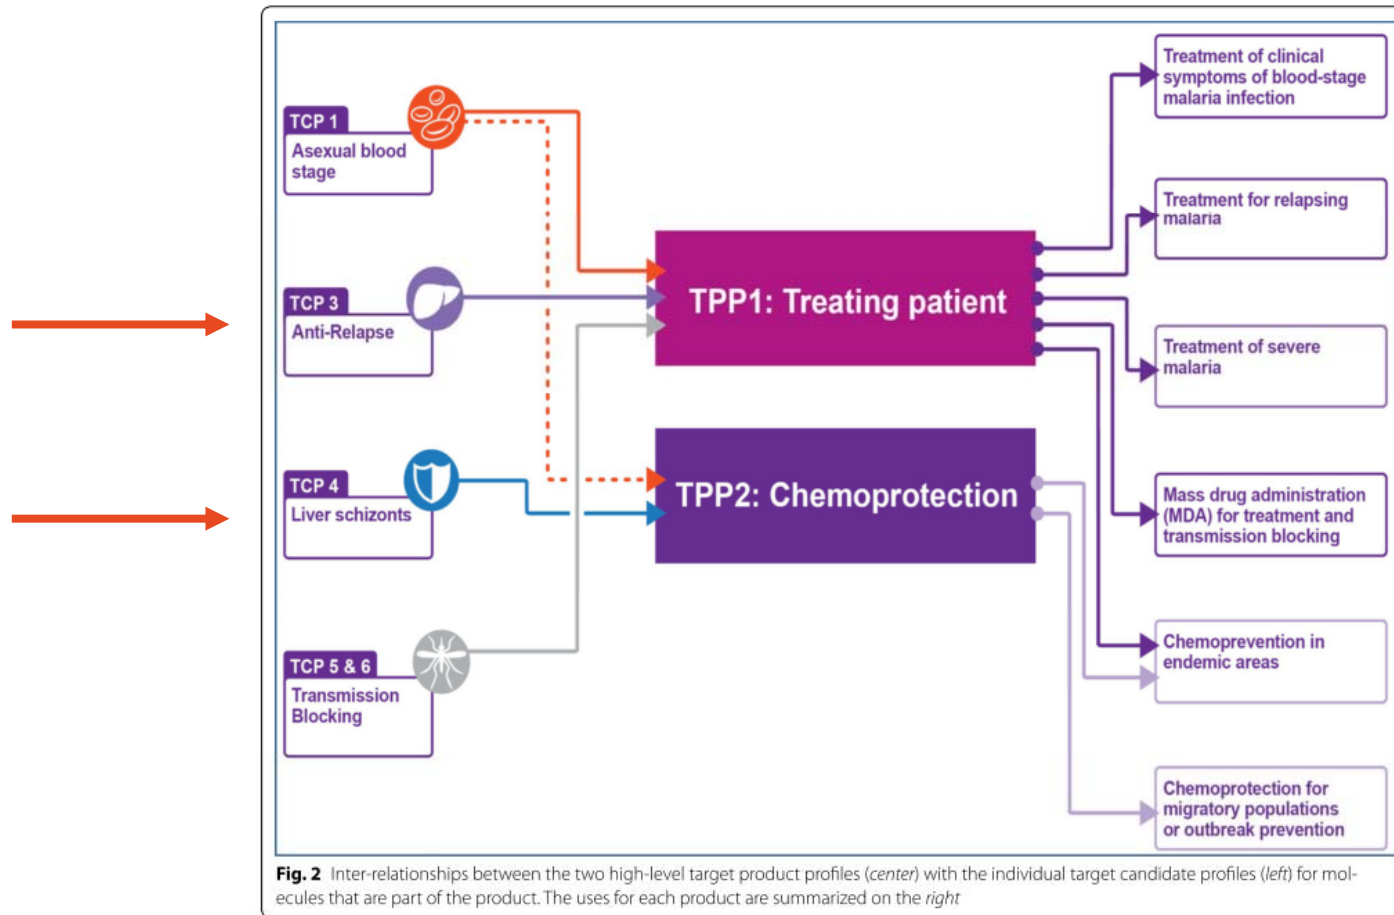 TCP 1
Asexual blood
stage
TCP 3
Anti-Relapse
TCP 4
Liver schizonts
TCP 5 & 6
Transmission
Blocking
TPP1: Treating patient
TPP2: Chemoprotection
Treatment of clinical
symptoms of blood-stage
malaria infection
Treatment for relapsing
malaria
Treatment of severe
malaria
Mass drug administration
(MDA) for treatment and
transmission blocking
Chemoprevention in
endemic areas
Chemoprotection for
migratory populations
or outbreak prevention
Fig. 2 Inter-relationships between the two high-level target product profiles (center) with the individual target candidate profiles (left) for mol-
ecules that are part of the product. The uses for each product are summarized on the right